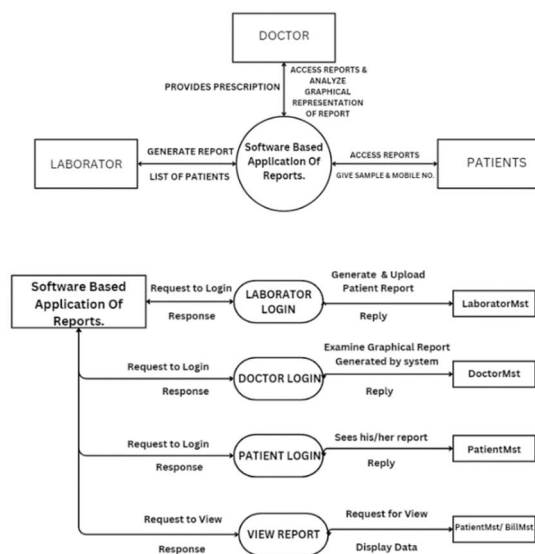 DOCTOR
PROVIDES PRESCRIPTION
ACCESS REPORTS &
ANALYZE
GRAPHICAL
REPRESENTATION
OF REPORT
LABORATOR
GENERATE REPORT
LIST OF PATIENTS
Software Based
Application Of
Reports.
ACCESS REPORTS
GIVE SAMPLE & MOBILE NO.
PATIENTS
Software Based
Application Of
Reports.
Request to Login
Response
LABORATOR
LOGIN
Generate & Upload
Patient Report
Reply
LaboratorMst
Request to Login
Response
DOCTOR LOGIN
Examine Graphical Report
Generated by system
Reply
DoctorMst
Request to Login
Response
PATIENT LOGIN
Sees his/her report
Reply
PatientMst
Request to View
Response
VIEW REPORT
Request for View
Display Data
PatientMst/ BillMst